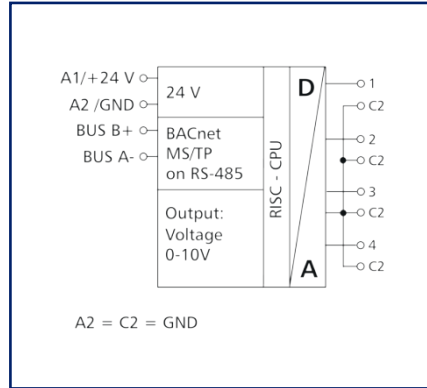 A1/+24 V
A2 /GND
BUS B+
BUS A-
24 V
BACnet
MS/TP
on RS-485
Output:
Voltage
0-10V
RISC - CPU
D
A
1
C2
2
C2
3
C2
4
C2
A2 = C2 = GND